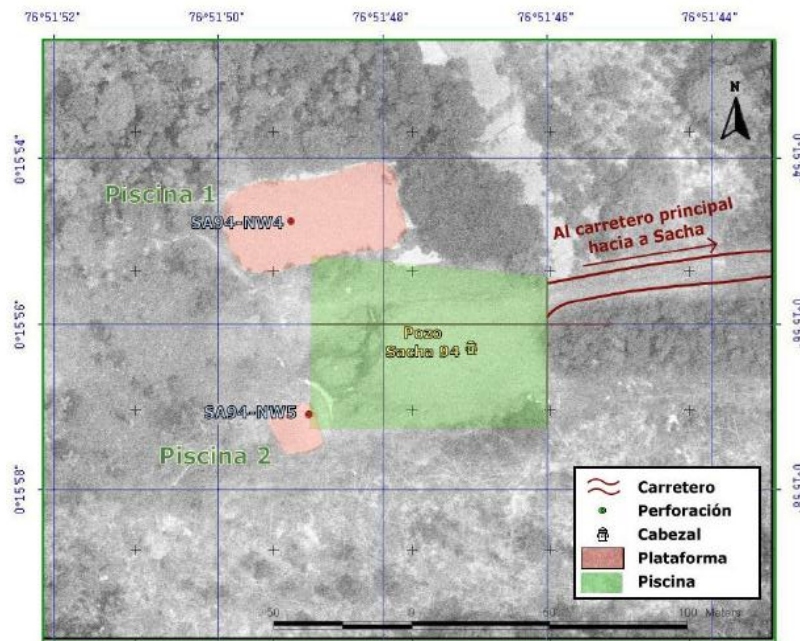 76°51'52" 76°51'50" 76°51'48" 76°51'46" 76°51'44"
N
0°15'54" 0°15'54"
Piscina 1
SA94-NW4
Al carretero principal
hacia a Sacha
0°15'56" 0°15'56"
Pozo
Sacha 94
SA94-NW5
Piscina 2
0°15'58" 0°15'58"
Carretero
Perforación
Cabezal
Plataforma
Piscina
50 0 60 100 Meters